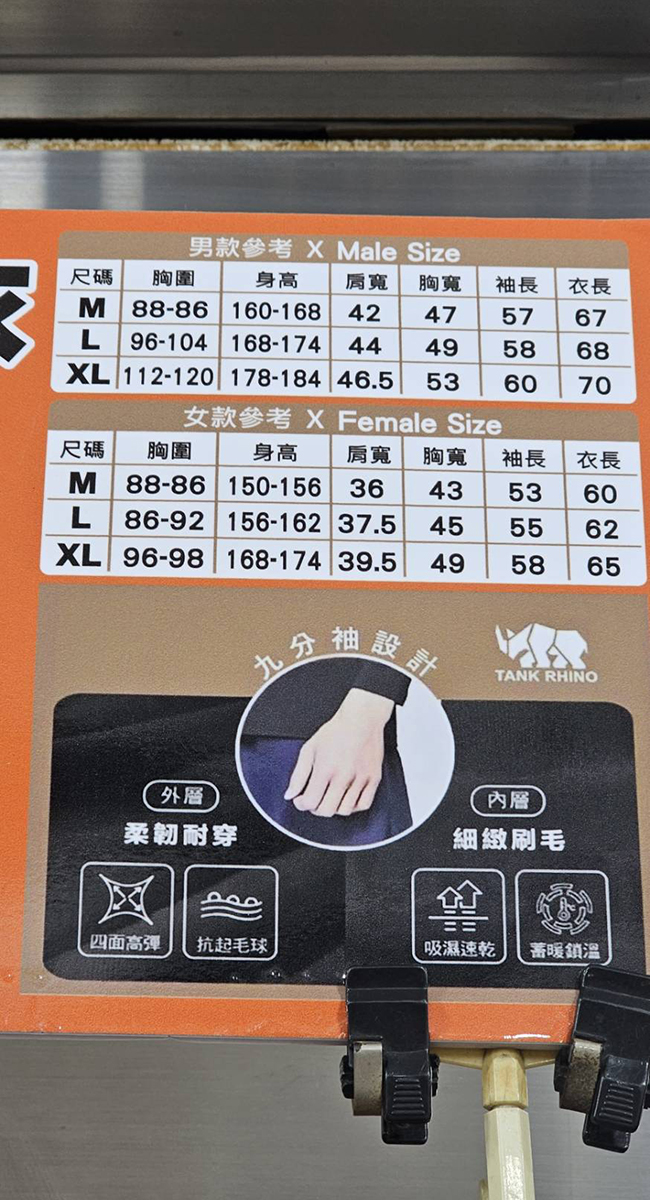 男款參考 X Male Size
尺碼 胸圍 身高 肩寬 胸寬 袖長 衣長
M 88-86 160-168 42 47 57 67
L 96-104 168-174 44 49 58 68
XL 112-120 178-184 46.5 53 60 70
女款參考 X Female Size
尺碼 胸圍 身高 肩寬 胸寬 袖長 衣長
M 88-86 150-156 36 43 53 60
L 86-92 156-162 37.5 45 55 62
XL 96-98 168-174 39.5 49 58 65
九分袖設計
TANK RHINO
外層
柔韌耐穿
四面高彈 抗起毛球
內層
細緻刷毛
吸濕速乾 蓄暖鎖溫